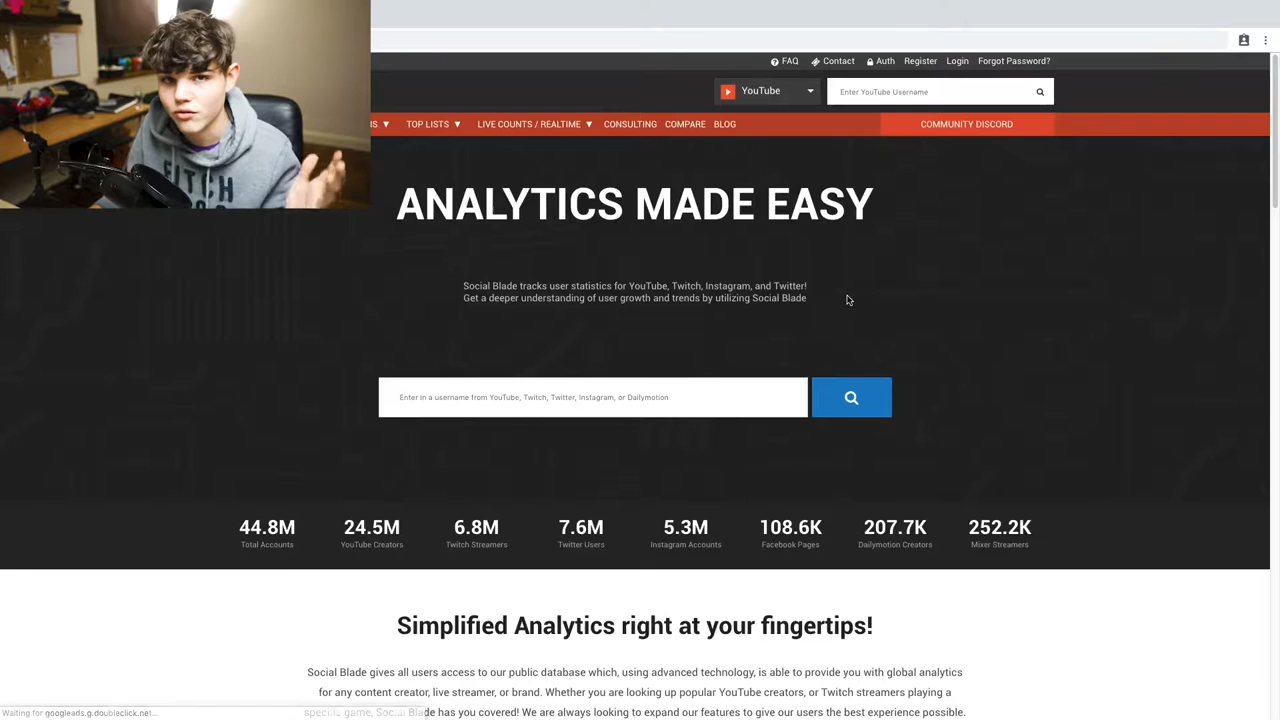 FAQ Contact Auth Register Login Forgot Password?
YouTube
Enter YouTube Username
TOP LISTS ▼ LIVE COUNTS / REALTIME ▼ CONSULTING COMPARE BLOG COMMUNITY DISCORD
ANALYTICS MADE EASY
Social Blade tracks user statistics for YouTube, Twitch, Instagram, and Twitter!
Get a deeper understanding of user growth and trends by utilizing Social Blade
Enter in a username from YouTube, Twitch, Twitter, Instagram, or Dailymotion
44.8M 24.5M 6.8M 7.6M 5.3M 108.6K 207.7K 252.2K
Total Accounts YouTube Creators Twitch Streamers Twitter Users Instagram Accounts Facebook Pages Dailymotion Creators Mixer Streamers
Simplified Analytics right at your fingertips!
Social Blade gives all users access to our public database which, using advanced technology, is able to provide you with global analytics
for any content creator, live streamer, or brand. Whether you are looking up popular YouTube creators, or Twitch streamers playing a
specific game, Social Blade has you covered! We are always looking to expand our features to give our users the best experience possible.
Waiting for googleads.g.doubleclick.net...